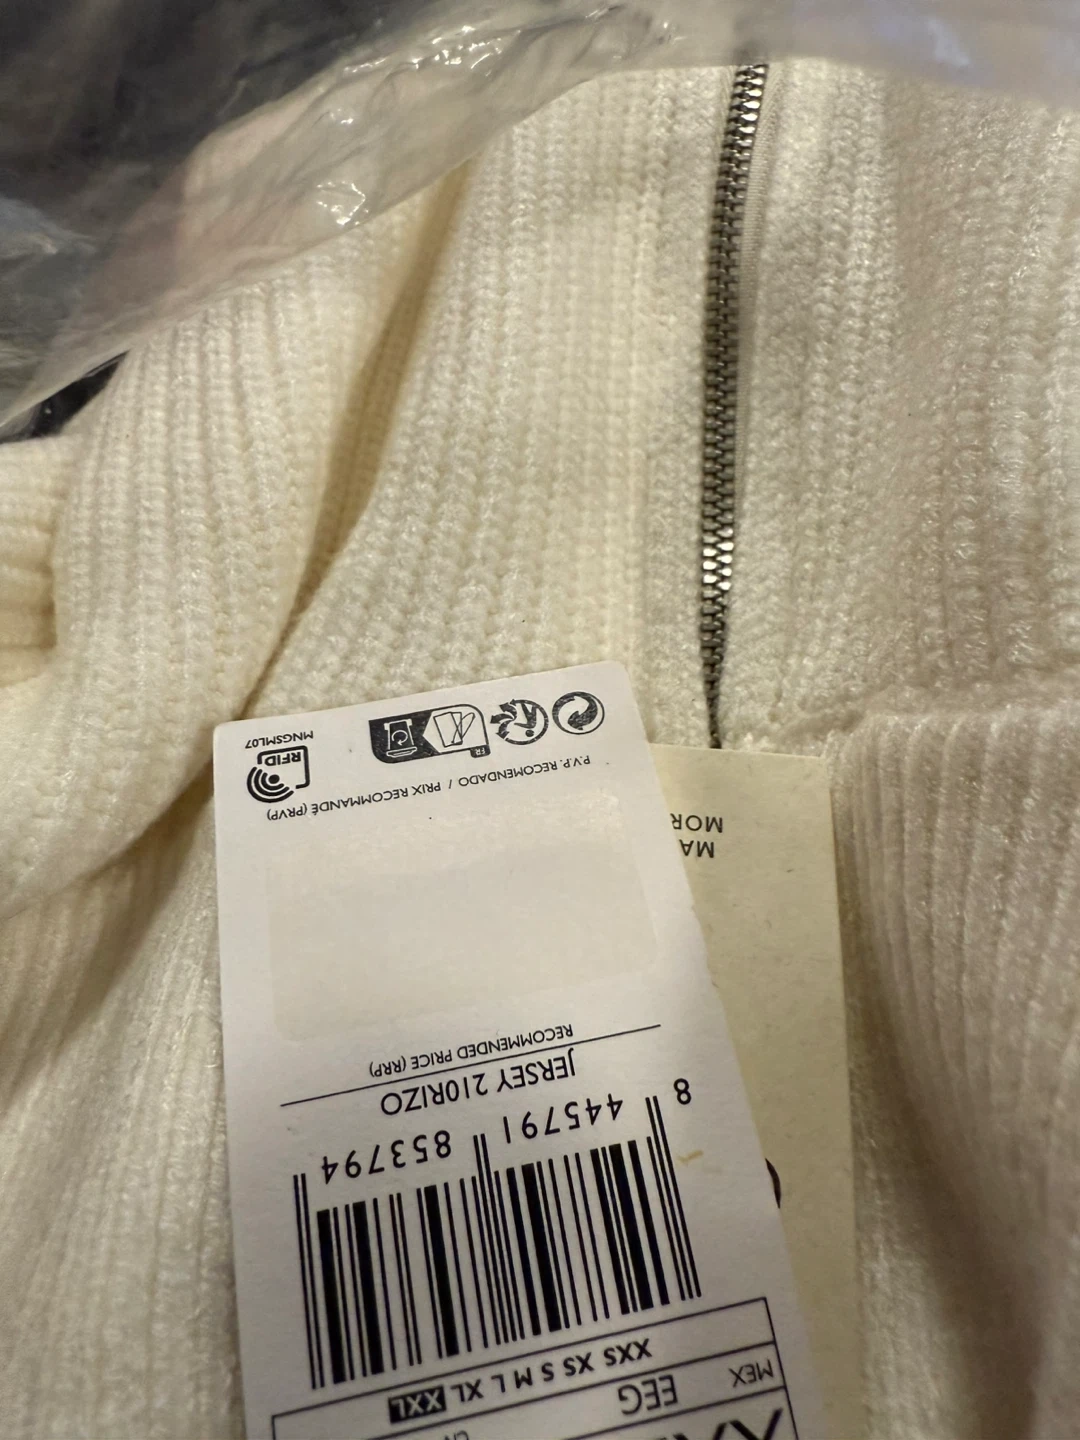 MEX EEG
XXS XS S M L XL XXL
8 445791 853794
JERSEY 210RIZO
RECOMMENDED PRICE (RRP)
P.V.P. RECOMENDADO / PRIX RECOMMANDÉ (PRVP)
FR
RFID
MNGSML07
MA
MOR